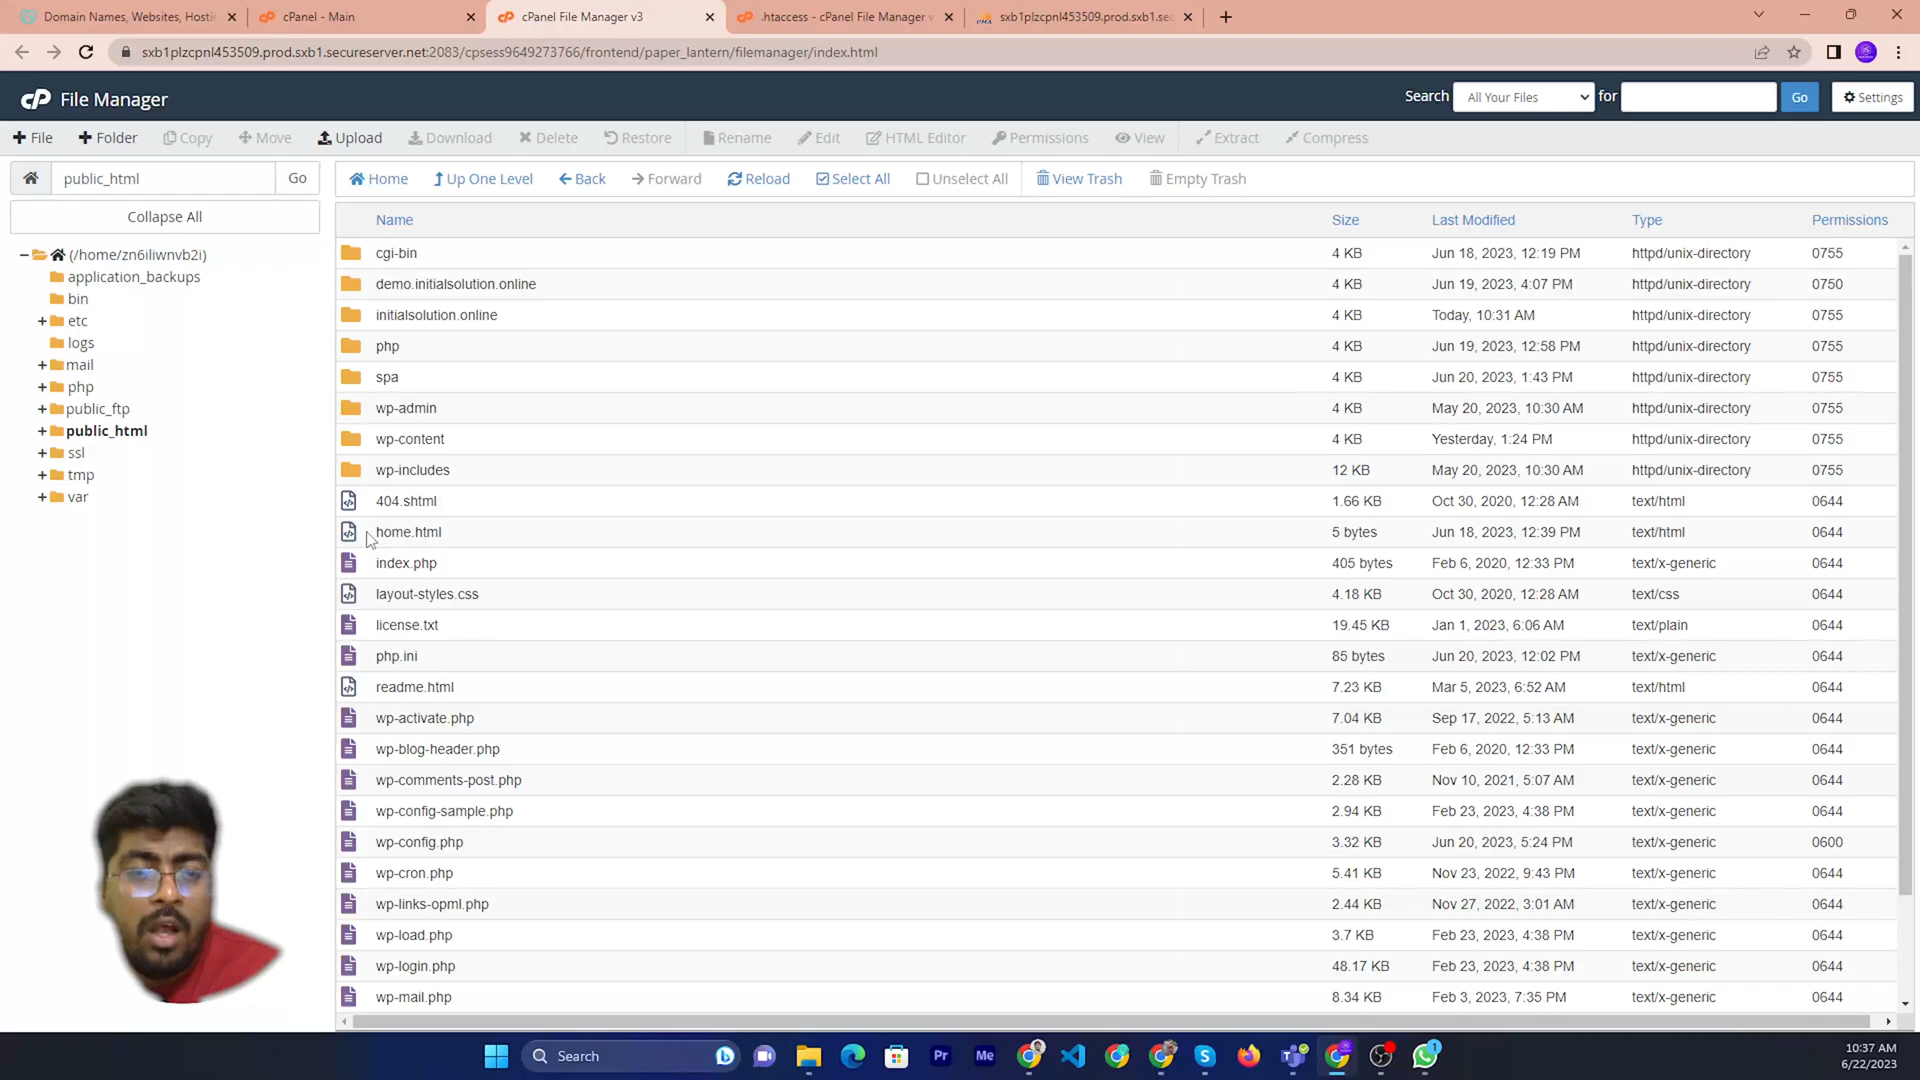 Domain Names, Websites, Hostin
cPanel - Main
cPanel File Manager v3
.htaccess - cPanel File Manager v
sxb1plzcpnl453509.prod.sxb1.sec
sxb1plzcpnl453509.prod.sxb1.secureserver.net:2083/cpsess9649273766/frontend/paper_lantern/filemanager/index.html
cP File Manager
Search All Your Files for Go Settings
File Folder Copy Move Upload Download Delete Restore Rename Edit HTML Editor Permissions View Extract Compress
public_html Go
Home Up One Level Back Forward Reload Select All Unselect All View Trash Empty Trash
Collapse All
(/home/zn6iliwnvb2i)
application_backups
bin
etc
logs
mail
php
public_ftp
public_html
ssl
tmp
var
Name Size Last Modified Type Permissions
cgi-bin 4 KB Jun 18, 2023, 12:19 PM httpd/unix-directory 0755
demo.initialsolution.online 4 KB Jun 19, 2023, 4:07 PM httpd/unix-directory 0750
initialsolution.online 4 KB Today, 10:31 AM httpd/unix-directory 0755
php 4 KB Jun 19, 2023, 12:58 PM httpd/unix-directory 0755
spa 4 KB Jun 20, 2023, 1:43 PM httpd/unix-directory 0755
wp-admin 4 KB May 20, 2023, 10:30 AM httpd/unix-directory 0755
wp-content 4 KB Yesterday, 1:24 PM httpd/unix-directory 0755
wp-includes 12 KB May 20, 2023, 10:30 AM httpd/unix-directory 0755
404.shtml 1.66 KB Oct 30, 2020, 12:28 AM text/html 0644
home.html 5 bytes Jun 18, 2023, 12:39 PM text/html 0644
index.php 405 bytes Feb 6, 2020, 12:33 PM text/x-generic 0644
layout-styles.css 4.18 KB Oct 30, 2020, 12:28 AM text/css 0644
license.txt 19.45 KB Jan 1, 2023, 6:06 AM text/plain 0644
php.ini 85 bytes Jun 20, 2023, 12:02 PM text/x-generic 0644
readme.html 7.23 KB Mar 5, 2023, 6:52 AM text/html 0644
wp-activate.php 7.04 KB Sep 17, 2022, 5:13 AM text/x-generic 0644
wp-blog-header.php 351 bytes Feb 6, 2020, 12:33 PM text/x-generic 0644
wp-comments-post.php 2.28 KB Nov 10, 2021, 5:07 AM text/x-generic 0644
wp-config-sample.php 2.94 KB Feb 23, 2023, 4:38 PM text/x-generic 0644
wp-config.php 3.32 KB Jun 20, 2023, 5:24 PM text/x-generic 0600
wp-cron.php 5.41 KB Nov 23, 2022, 9:43 PM text/x-generic 0644
wp-links-opml.php 2.44 KB Nov 27, 2022, 3:01 AM text/x-generic 0644
wp-load.php 3.7 KB Feb 23, 2023, 4:38 PM text/x-generic 0644
wp-login.php 48.17 KB Feb 23, 2023, 4:38 PM text/x-generic 0644
wp-mail.php 8.34 KB Feb 3, 2023, 7:35 PM text/x-generic 0644
Search Pr Me 1
10:37 AM
6/22/2023